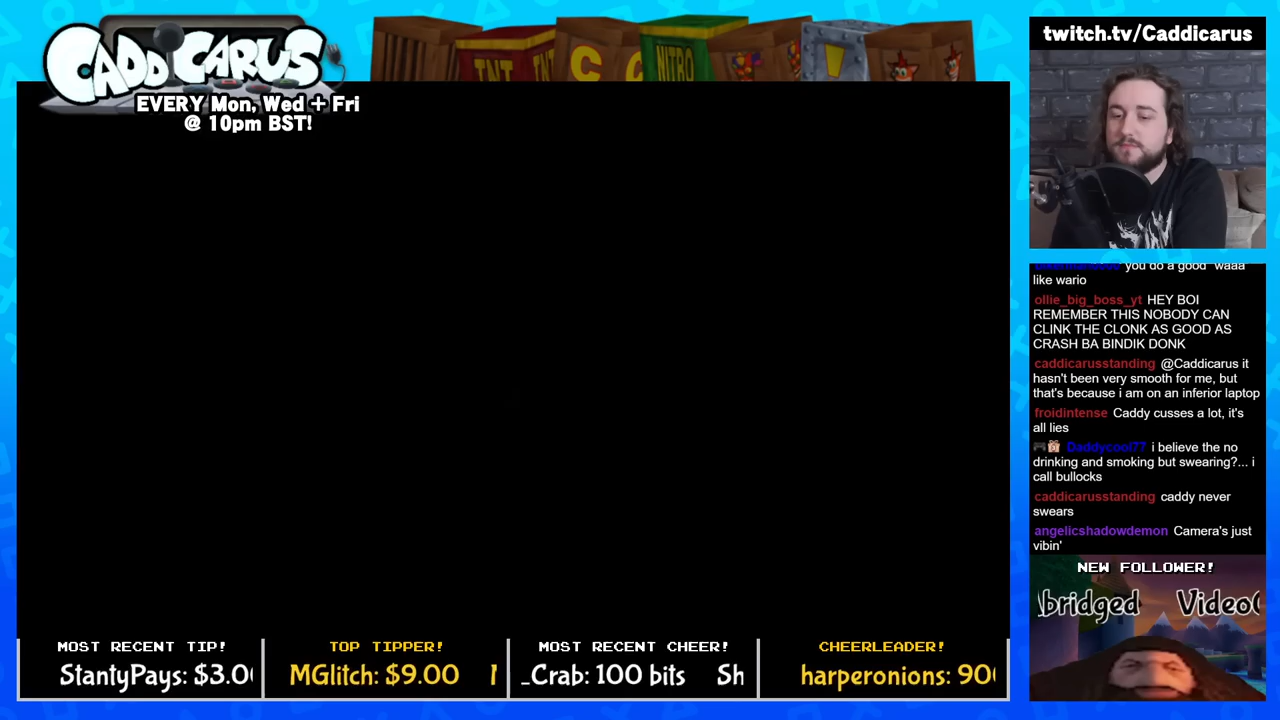 CADDICARUS
EVERY Mon, Wed + Fri
@ 10pm BST!
TNT
TNT
C
NITRO
twitch.tv/Caddicarus
you do a good "waaa"
like wario
ollie_big_boss_yt HEY BOI
REMEMBER THIS NOBODY CAN
CLINK THE CLONK AS GOOD AS
CRASH BA BINDIK DONK
caddicarusstanding @Caddicarus it
hasn't been very smooth for me, but
that's because i am on an inferior laptop
froidintense Caddy cusses a lot, it's
all lies
Daddycool77 i believe the no
drinking and smoking but swearing?... i
call bullocks
caddicarusstanding caddy never
swears
angelicshadowdemon Camera's just
vibin'
NEW FOLLOWER!
bridged Video
MOST RECENT TIP!
StantyPays: $3.0
TOP TIPPER!
MGlitch: $9.00
MOST RECENT CHEER!
_Crab: 100 bits Sh
CHEERLEADER!
harperonions: 90